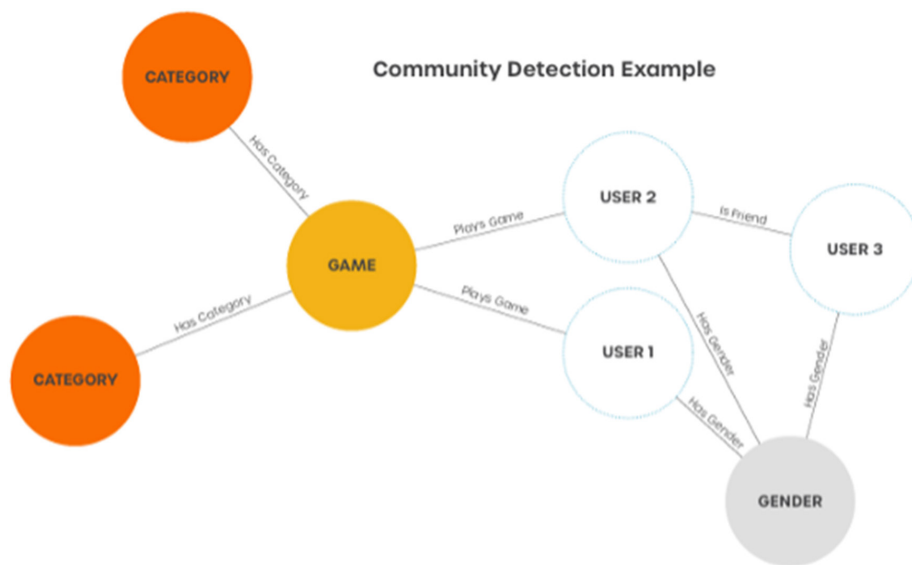 CATEGORY
Community Detection Example
Has Category
USER 2
Plays Game
Is Friend
USER 3
GAME
Plays Game
Has Category
Has Gender
USER 1
Has Gender
CATEGORY
Has Gender
GENDER